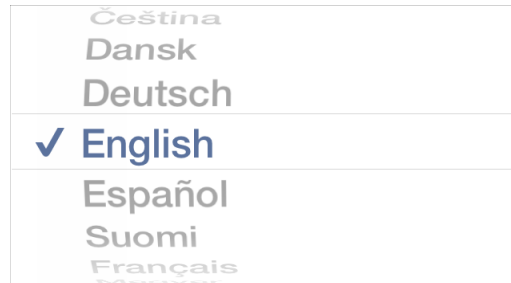 Čeština
Dansk
Deutsch
✓ English
Español
Suomi
Français